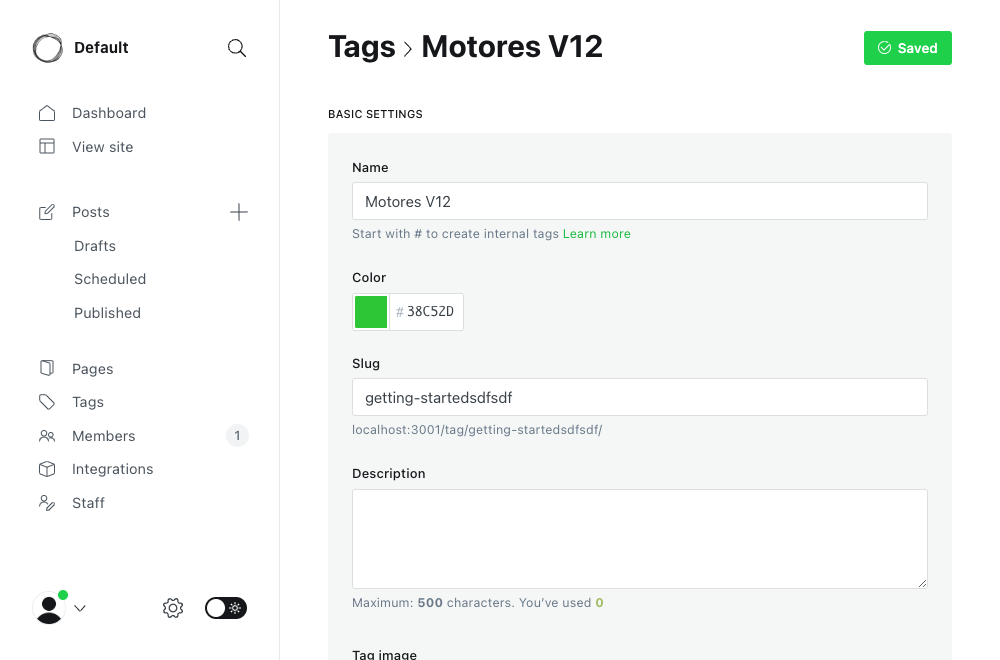 Default
Dashboard
View site
Posts
Drafts
Scheduled
Published
Pages
Tags
Members 1
Integrations
Staff
Tags › Motores V12
Saved
BASIC SETTINGS
Name
Motores V12
Start with # to create internal tags Learn more
Color
# 38C52D
Slug
getting-startedsdfsdf
localhost:3001/tag/getting-startedsdfsdf/
Description
Maximum: 500 characters. You've used 0
Tag image